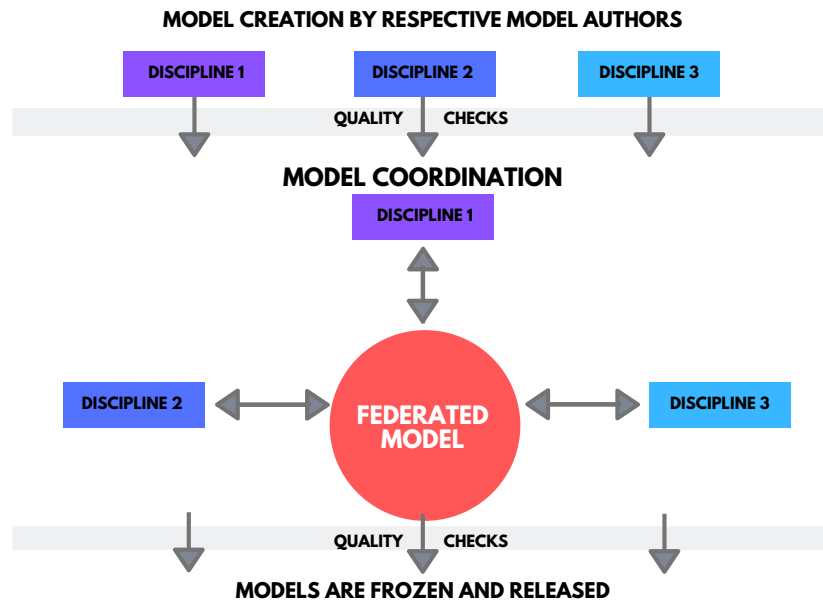 MODEL CREATION BY RESPECTIVE MODEL AUTHORS
DISCIPLINE 1
DISCIPLINE 2
DISCIPLINE 3
QUALITY CHECKS
MODEL COORDINATION
DISCIPLINE 1
DISCIPLINE 2
FEDERATED
MODEL
DISCIPLINE 3
QUALITY CHECKS
MODELS ARE FROZEN AND RELEASED